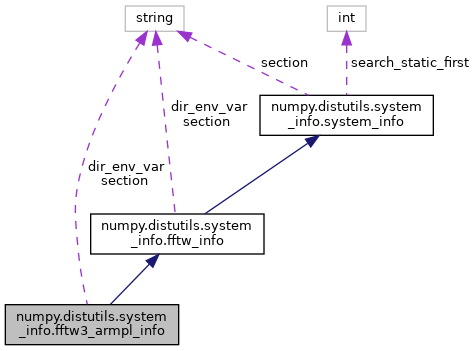 string
int
section
search_static_first
numpy.distutils.system
_info.system_info
dir_env_var
section
dir_env_var
section
numpy.distutils.system
_info.fftw_info
numpy.distutils.system
_info.fftw3_armpl_info